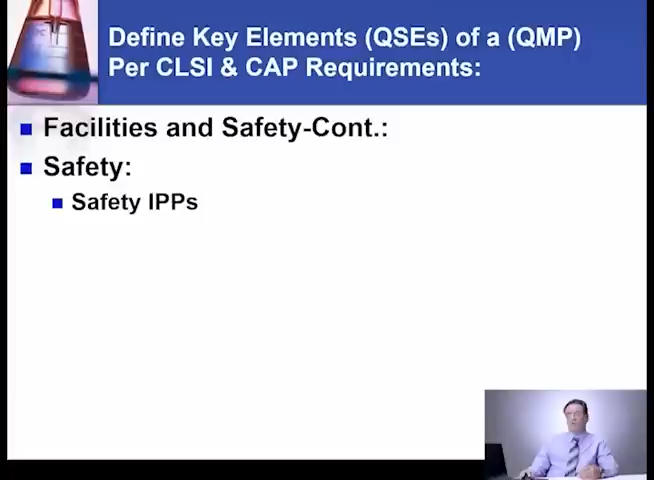 Define Key Elements (QSEs) of a (QMP)
Per CLSI & CAP Requirements:
Facilities and Safety-Cont.:
Safety:
Safety IPPs